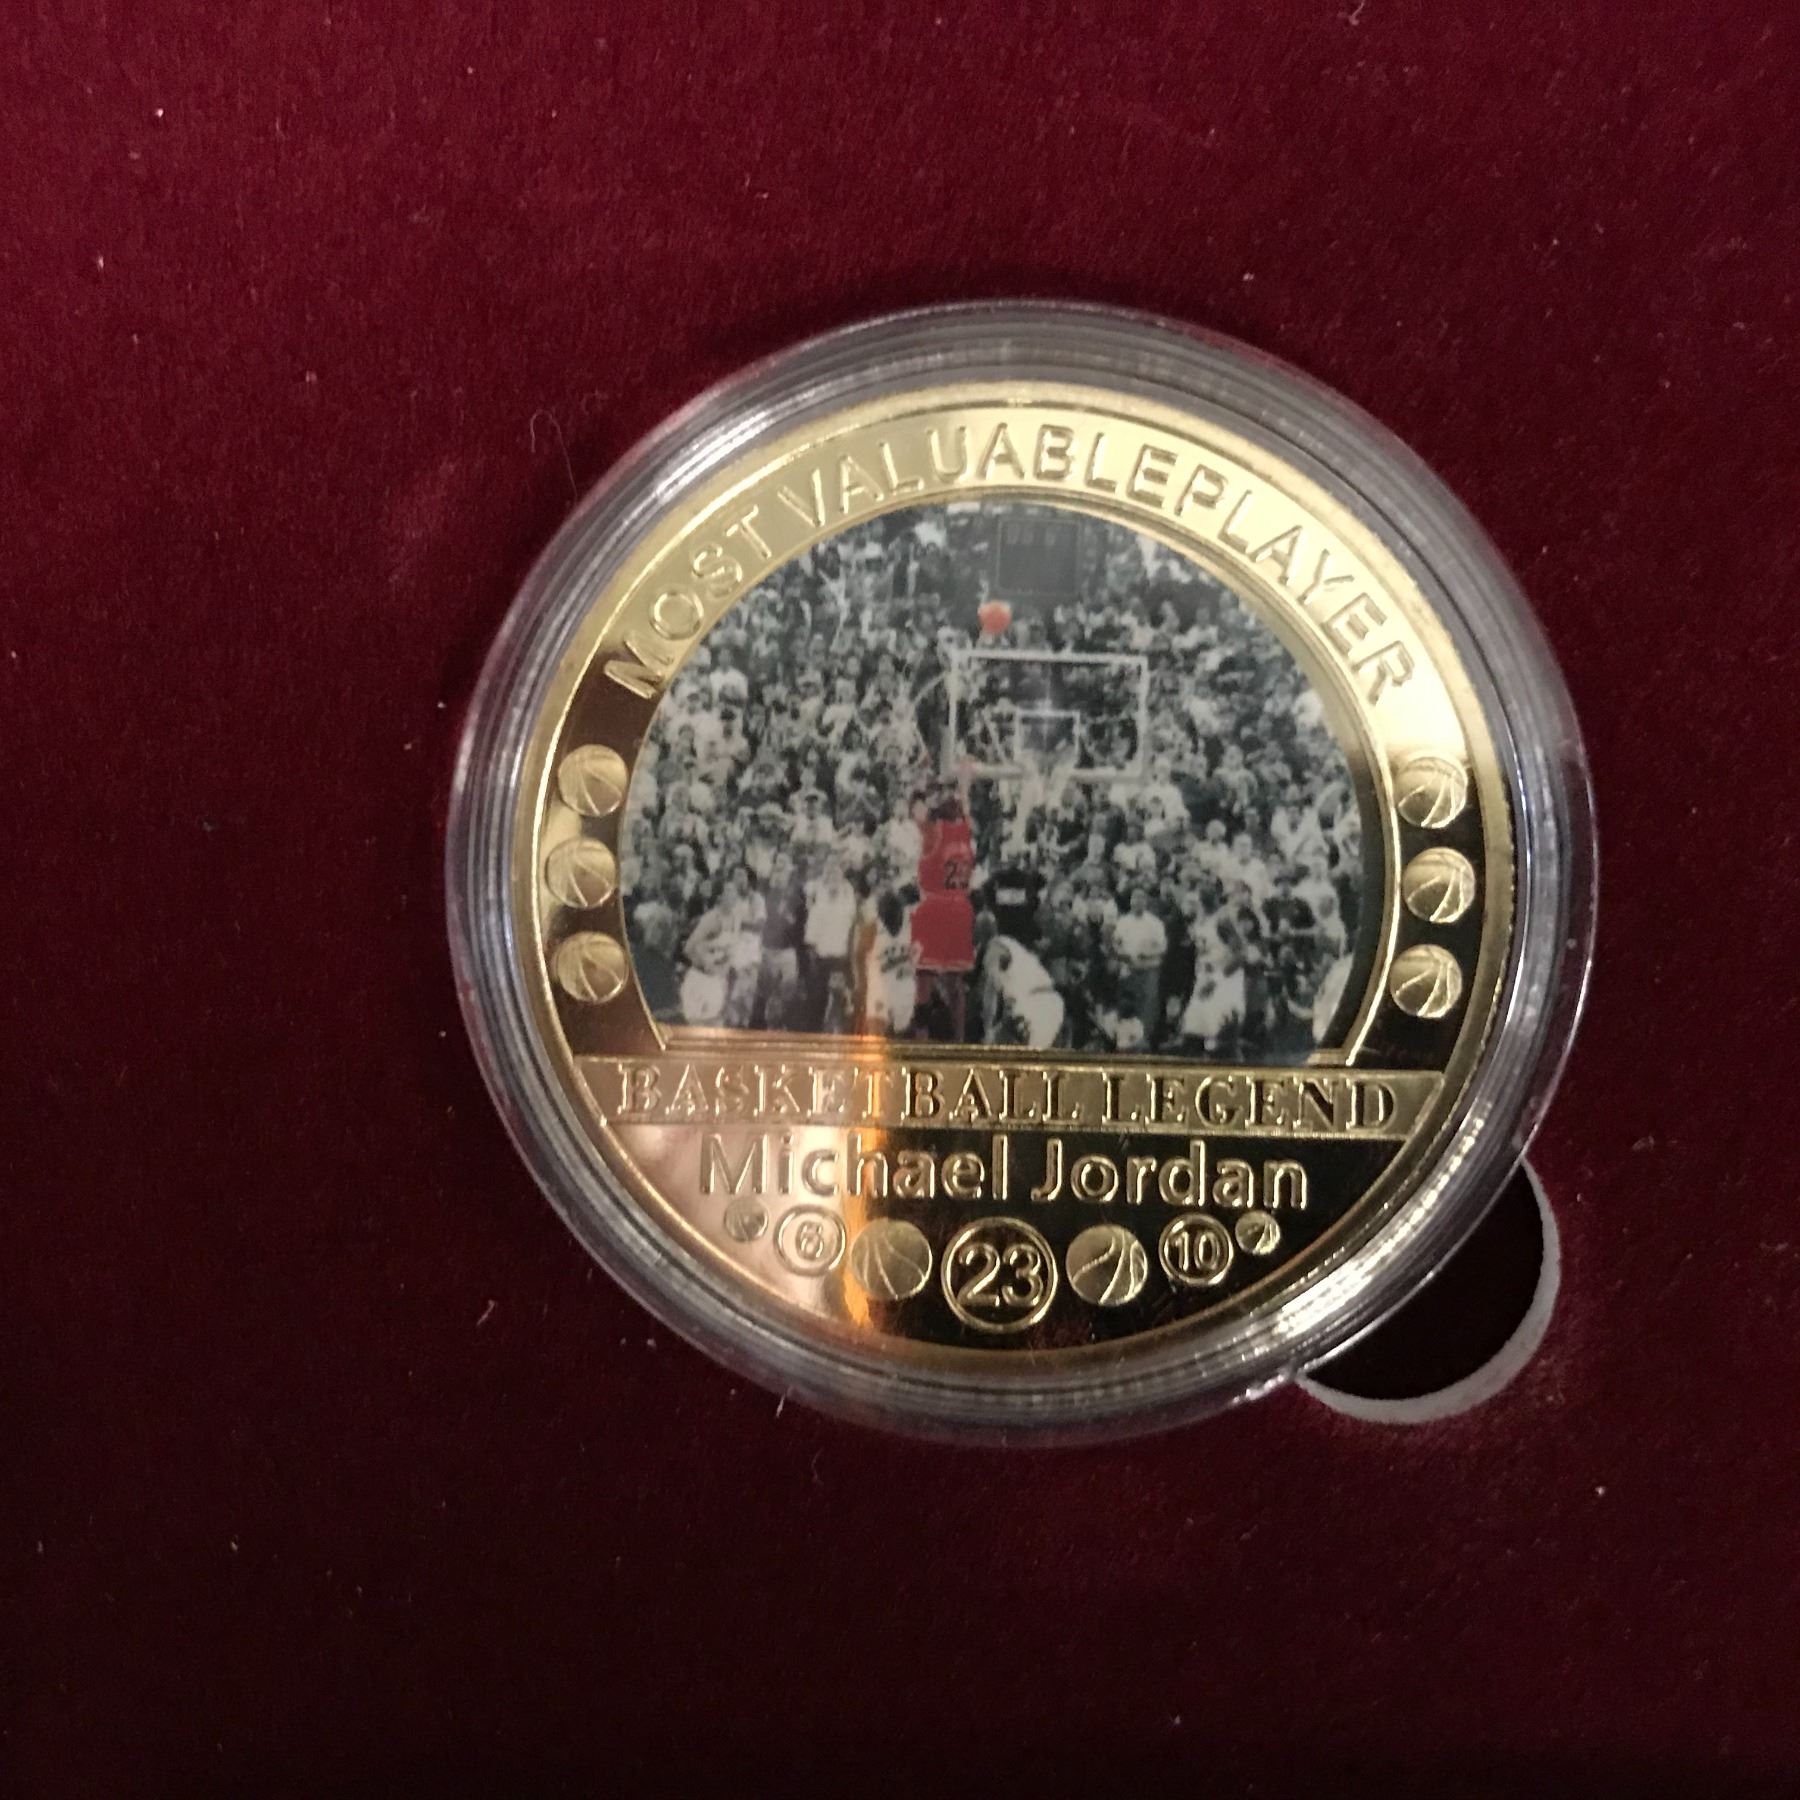 MOST VALUABLEPLAYER
BASKETBALL LEGEND
Michael Jordan
6 23 10